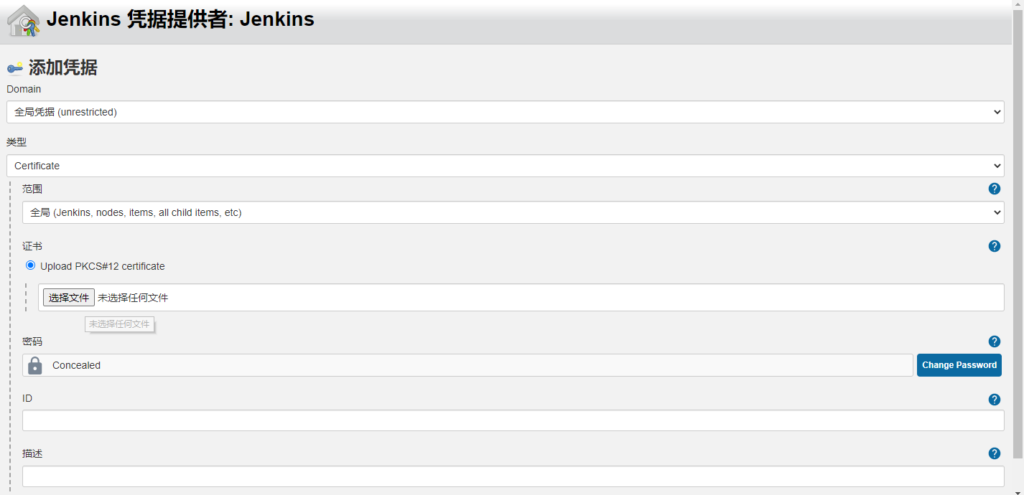 Jenkins 凭据提供者: Jenkins
添加凭据
Domain
全局凭据 (unrestricted)
类型
Certificate
范围
全局 (Jenkins, nodes, items, all child items, etc)
证书
Upload PKCS#12 certificate
选择文件 未选择任何文件
未选择任何文件
密码
Concealed
Change Password
ID
描述